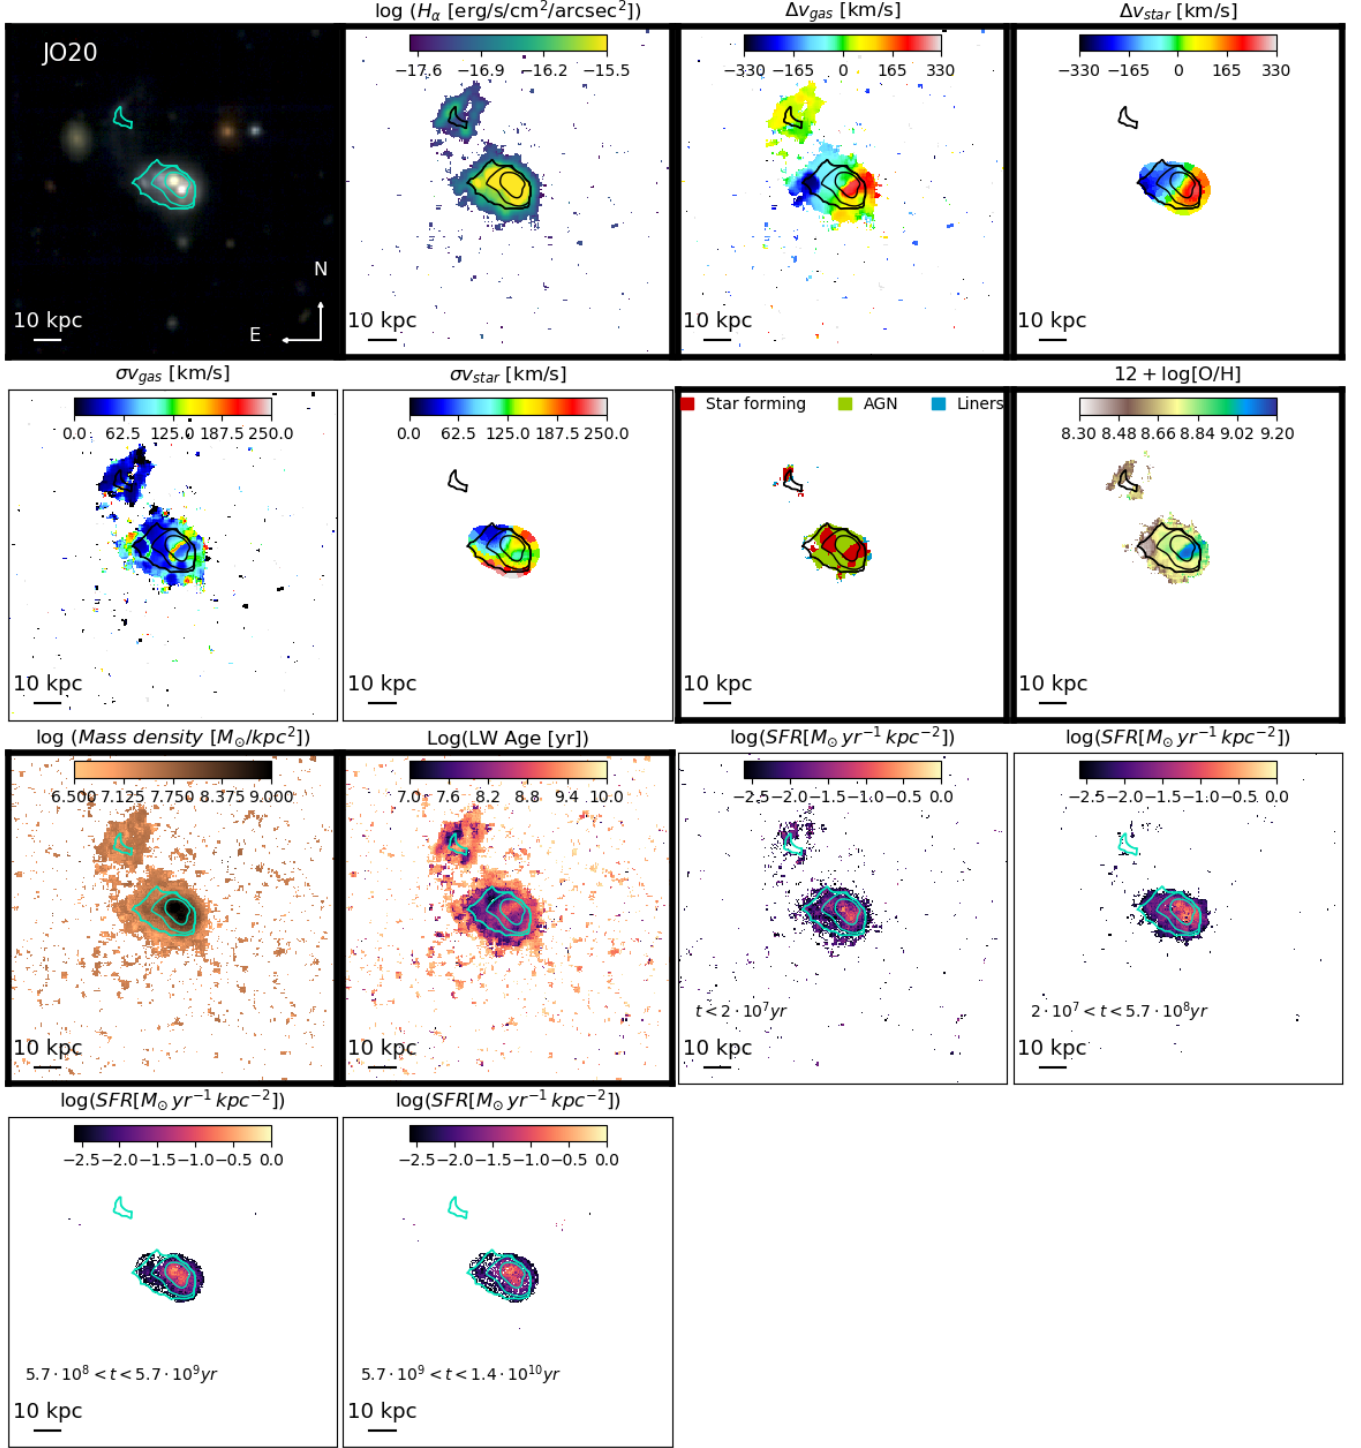 log (Hα [erg/s/cm²/arcsec²])
Δv_gas [km/s]
Δv_star [km/s]
JO20
−17.6 −16.9 −16.2 −15.5
−330 −165 0 165 330
−330 −165 0 165 330
N
E
10 kpc
10 kpc
10 kpc
10 kpc
σv_gas [km/s]
σv_star [km/s]
12 + log[O/H]
0.0 62.5 125.0 187.5 250.0
0.0 62.5 125.0 187.5 250.0
Star forming AGN Liners
8.30 8.48 8.66 8.84 9.02 9.20
10 kpc
10 kpc
10 kpc
10 kpc
log (Mass density [M⊙/kpc²])
Log(LW Age [yr])
log(SFR[M⊙ yr⁻¹ kpc⁻²])
log(SFR[M⊙ yr⁻¹ kpc⁻²])
6.500 7.125 7.750 8.375 9.000
7.0 7.6 8.2 8.8 9.4 10.0
−2.5 −2.0 −1.5 −1.0 −0.5 0.0
−2.5 −2.0 −1.5 −1.0 −0.5 0.0
t < 2 · 10⁷yr
2 · 10⁷ < t < 5.7 · 10⁸yr
10 kpc
10 kpc
10 kpc
10 kpc
log(SFR[M⊙ yr⁻¹ kpc⁻²])
log(SFR[M⊙ yr⁻¹ kpc⁻²])
−2.5 −2.0 −1.5 −1.0 −0.5 0.0
−2.5 −2.0 −1.5 −1.0 −0.5 0.0
5.7 · 10⁸ < t < 5.7 · 10⁹yr
5.7 · 10⁹ < t < 1.4 · 10¹⁰yr
10 kpc
10 kpc